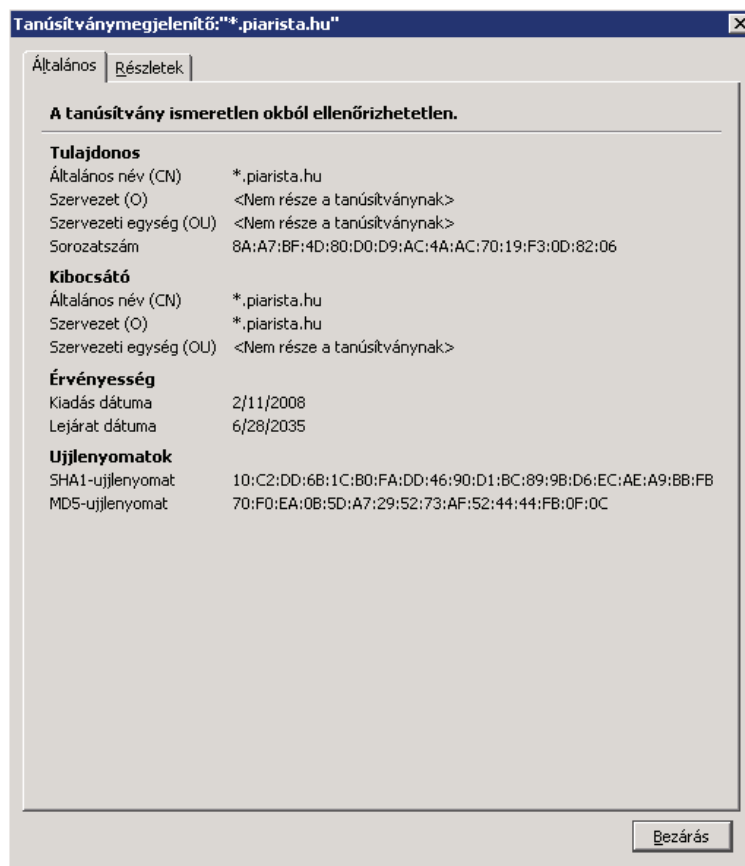 Tanúsítványmegjelenítő:"*.piarista.hu"
Általános Részletek
A tanúsítvány ismeretlen okból ellenőrizhetetlen.
Tulajdonos
Általános név (CN) *.piarista.hu
Szervezet (O) <Nem része a tanúsítványnak>
Szervezeti egység (OU) <Nem része a tanúsítványnak>
Sorozatszám 8A:A7:BF:4D:80:D0:D9:AC:4A:AC:70:19:F3:0D:82:06
Kibocsátó
Általános név (CN) *.piarista.hu
Szervezet (O) *.piarista.hu
Szervezeti egység (OU) <Nem része a tanúsítványnak>
Érvényesség
Kiadás dátuma 2/11/2008
Lejárat dátuma 6/28/2035
Ujjlenyomatok
SHA1-ujjlenyomat 10:C2:DD:6B:1C:B0:FA:DD:46:90:D1:BC:89:9B:D6:EC:AE:A9:BB:FB
MD5-ujjlenyomat 70:F0:EA:0B:5D:A7:29:52:73:AF:52:44:44:FB:0F:0C
Bezárás